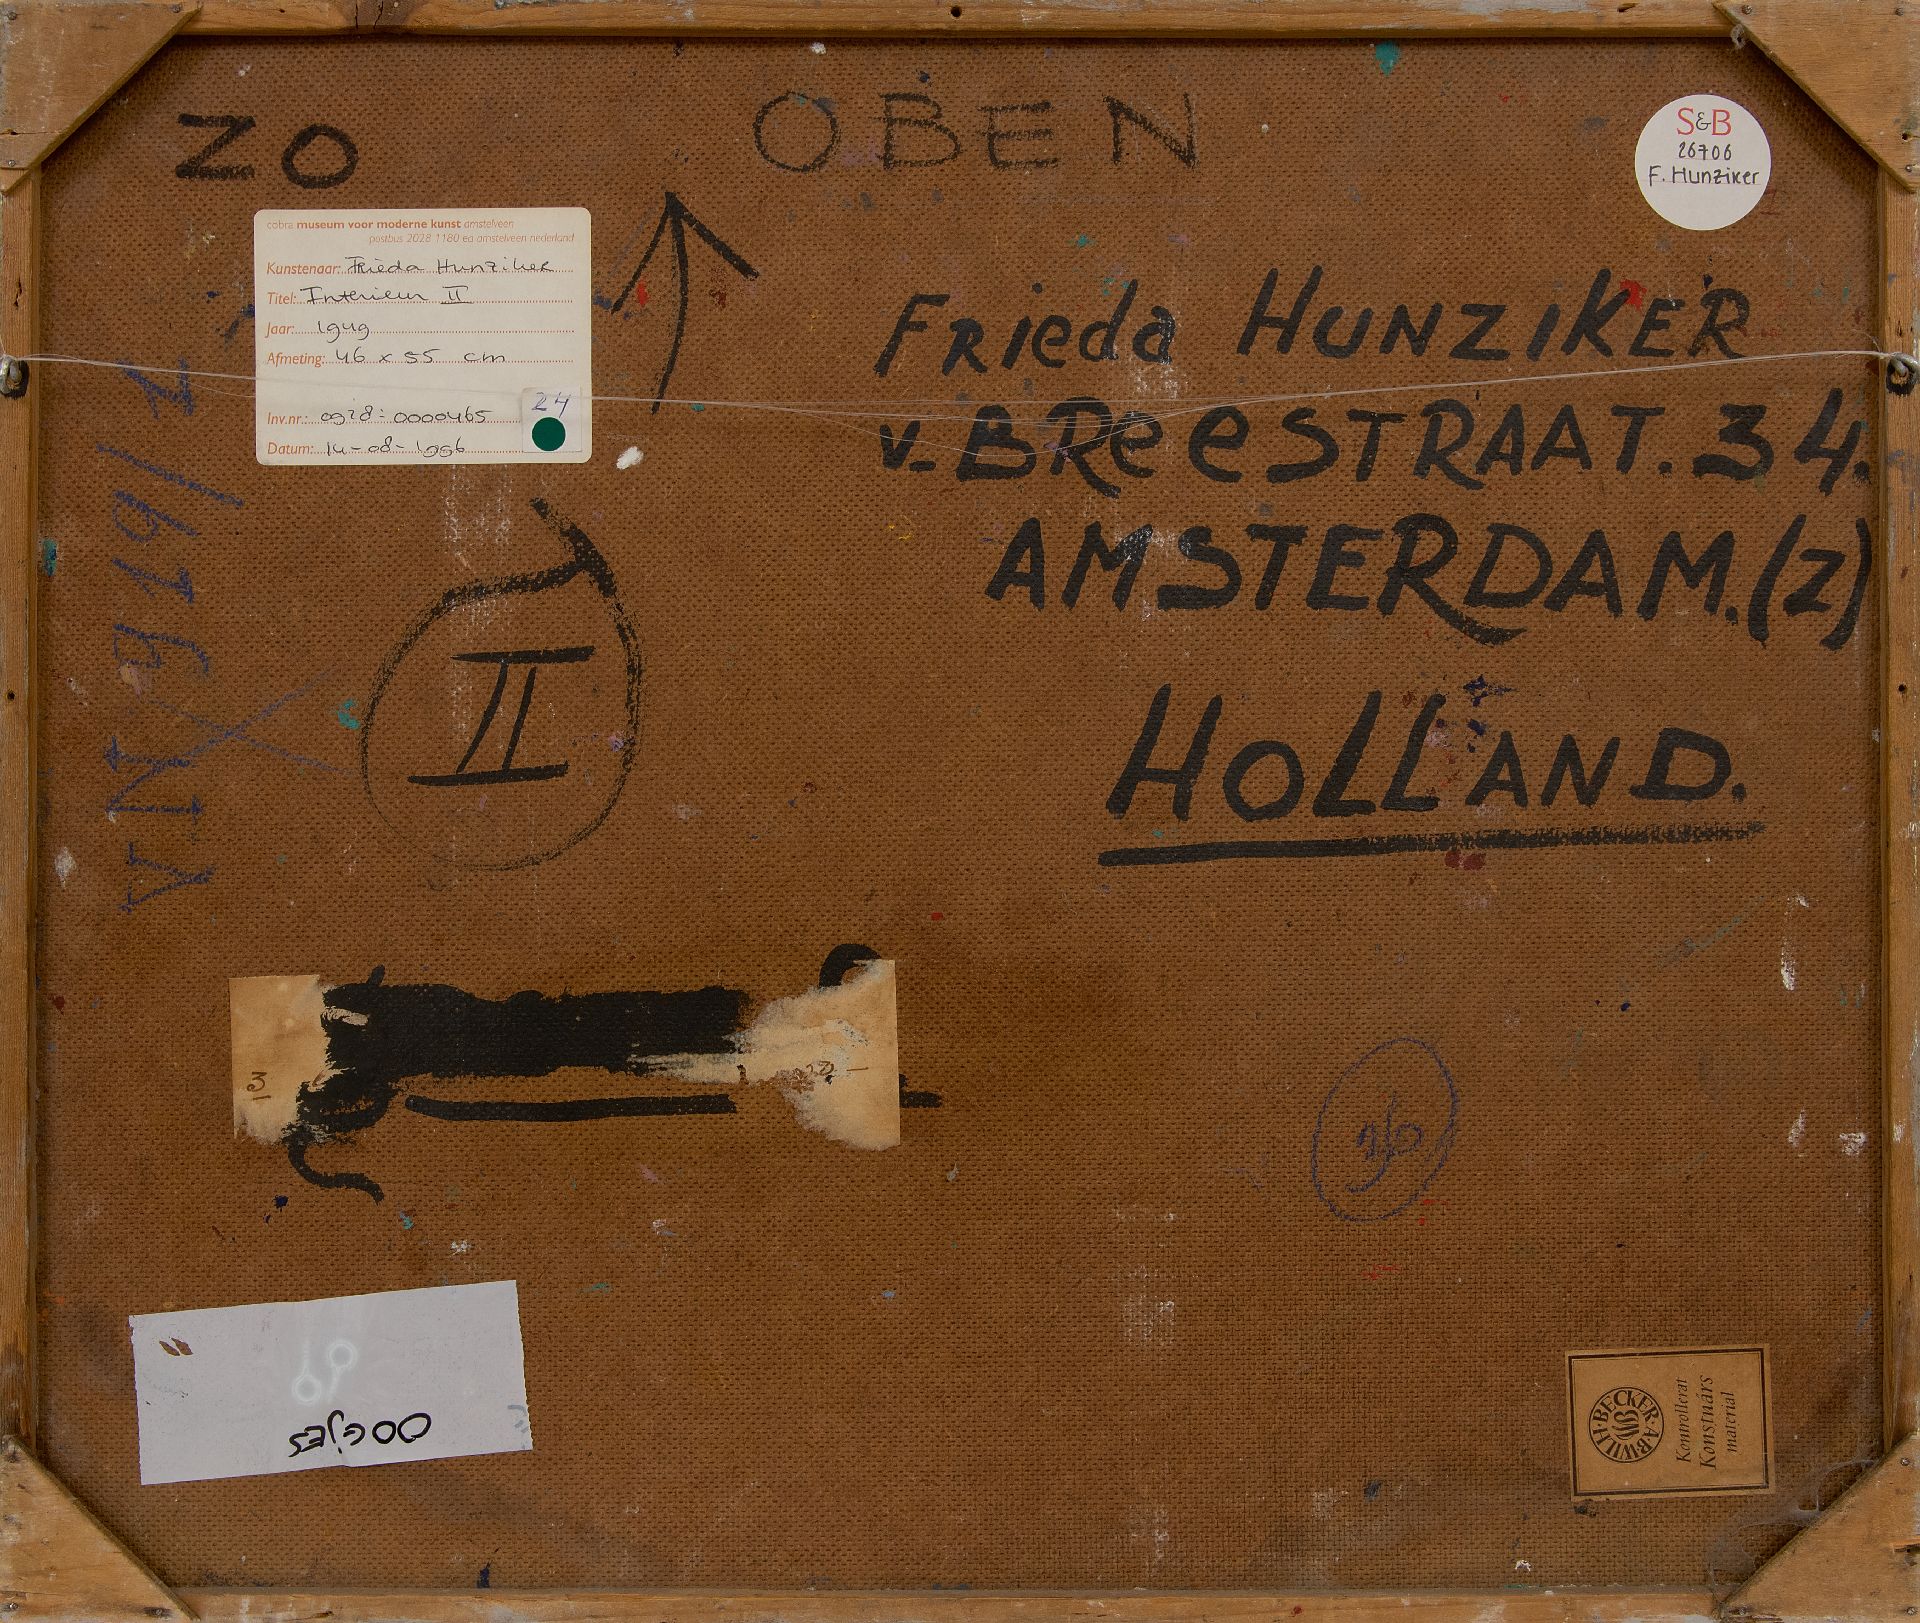 ZO
OBEN
S&B
26706
F. Hunziker
cobra museum voor moderne kunst amstelveen
postbus 2028 1180 ea amstelveen nederland
Kunstenaar: Frieda Hunziker
Titel: Interieur II
Jaar: 1949
Afmeting: 46 x 55 cm
Inv.nr.: 0928-0000465
Datum: 14-08-1996
24
Frieda HUNZIKER
v. BReeSTRAAT. 34.
AMSTERDAM. (Z)
HOLLAND.
II
BECKER·A·B·WILH·
Kontrollerat
Konstnärs
material